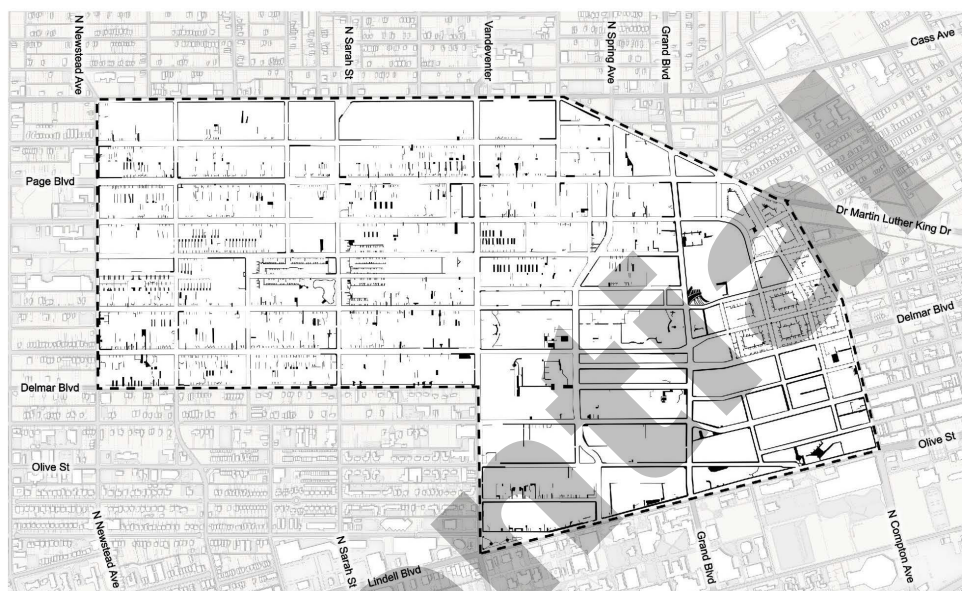 N Newstead Ave
N Sarah St
Vandeventer
N Spring Ave
Grand Blvd
Cass Ave
Page Blvd
Dr Martin Luther King Dr
Delmar Blvd
Delmar Blvd
Olive St
Olive St
N Newstead Ave
N Sarah St
Lindell Blvd
Grand Blvd
N Compton Ave
ntial